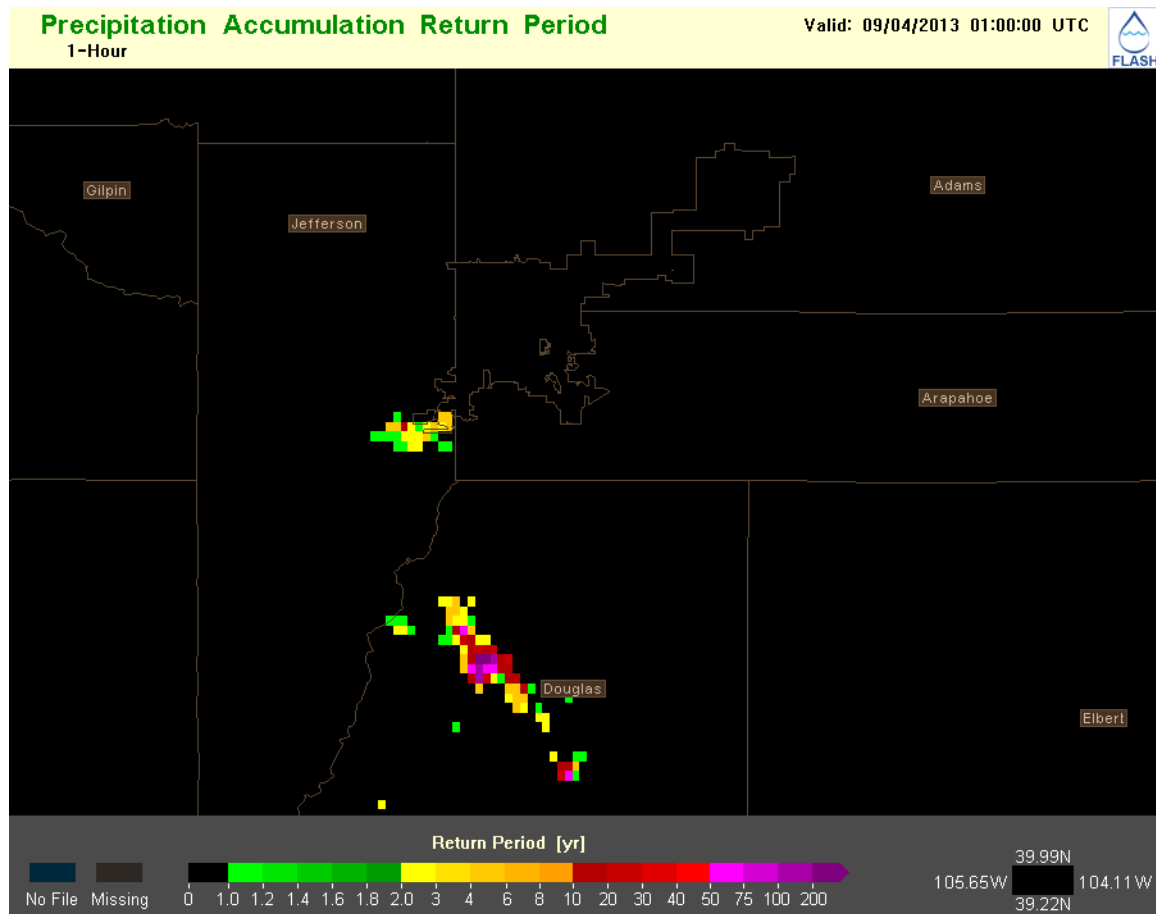 Precipitation Accumulation Return Period
Valid: 09/04/2013 01:00:00 UTC
1-Hour
FLASH
Gilpin
Adams
Jefferson
Arapahoe
Douglas
Elbert
Return Period [yr]
No File Missing 0 1.0 1.2 1.4 1.6 1.8 2.0 3 4 6 8 10 20 30 40 50 75 100 200
39.99N
105.65W 104.11W
39.22N